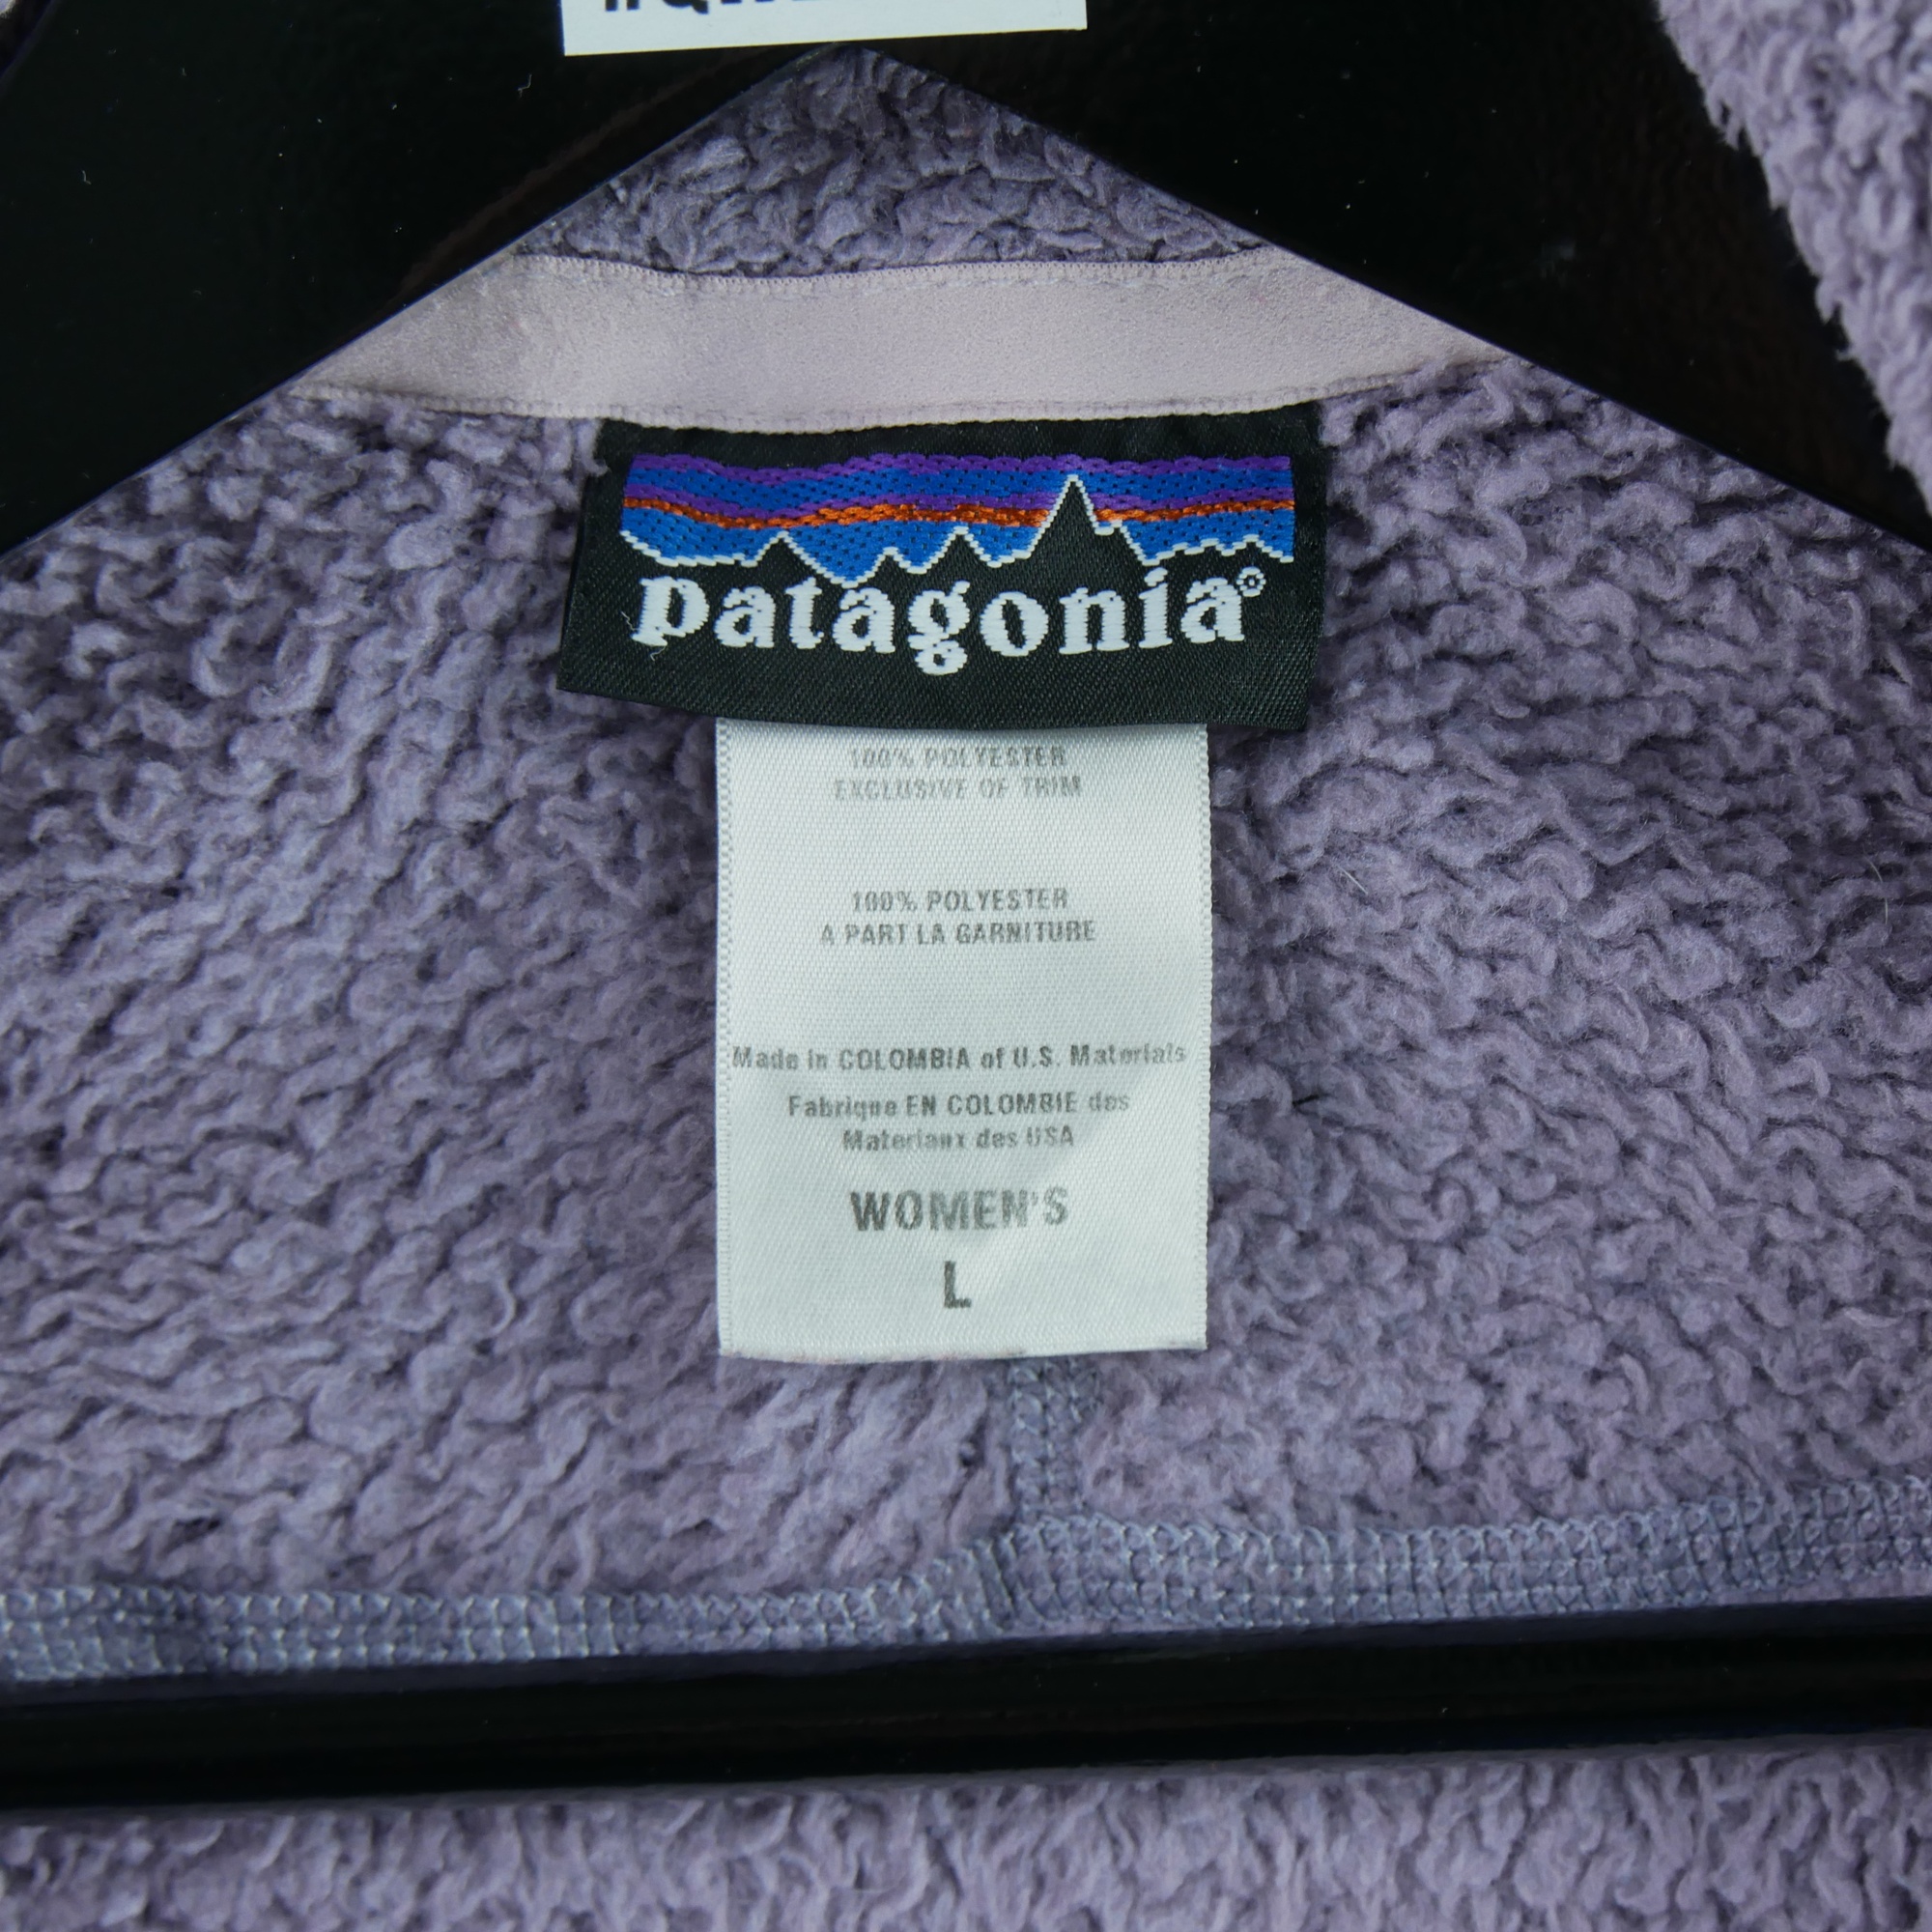 patagonia®
100% POLYESTER
EXCLUSIVE OF TRIM
100% POLYESTER
A PART LA GARNITURE
Made in COLOMBIA of U.S. Materials
Fabrique EN COLOMBIE des
Materiaux des USA
WOMEN'S
L